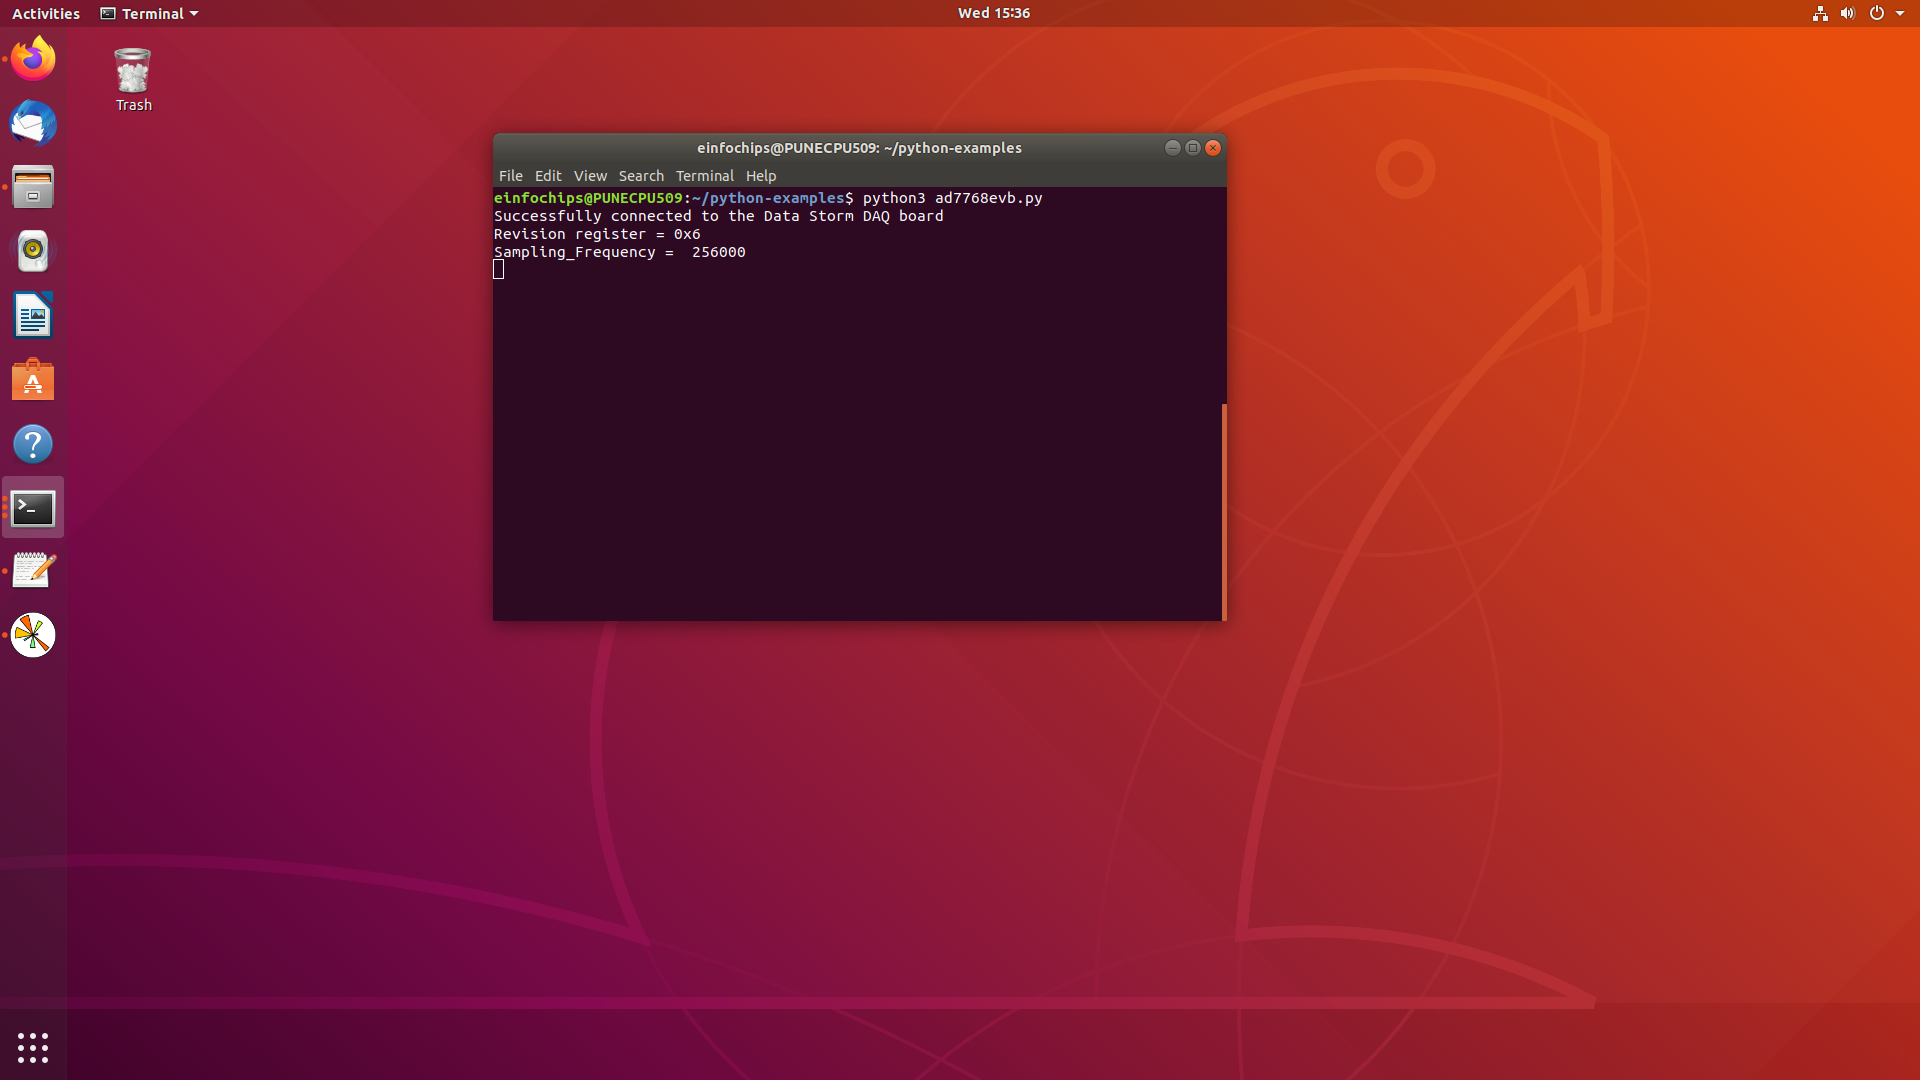 Activities
Terminal
Wed 15:36
Trash
einfochips@PUNECPU509: ~/python-examples
File Edit View Search Terminal Help
einfochips@PUNECPU509:~/python-examples$ python3 ad7768evb.py
Successfully connected to the Data Storm DAQ board
Revision register = 0x6
Sampling_Frequency =  256000